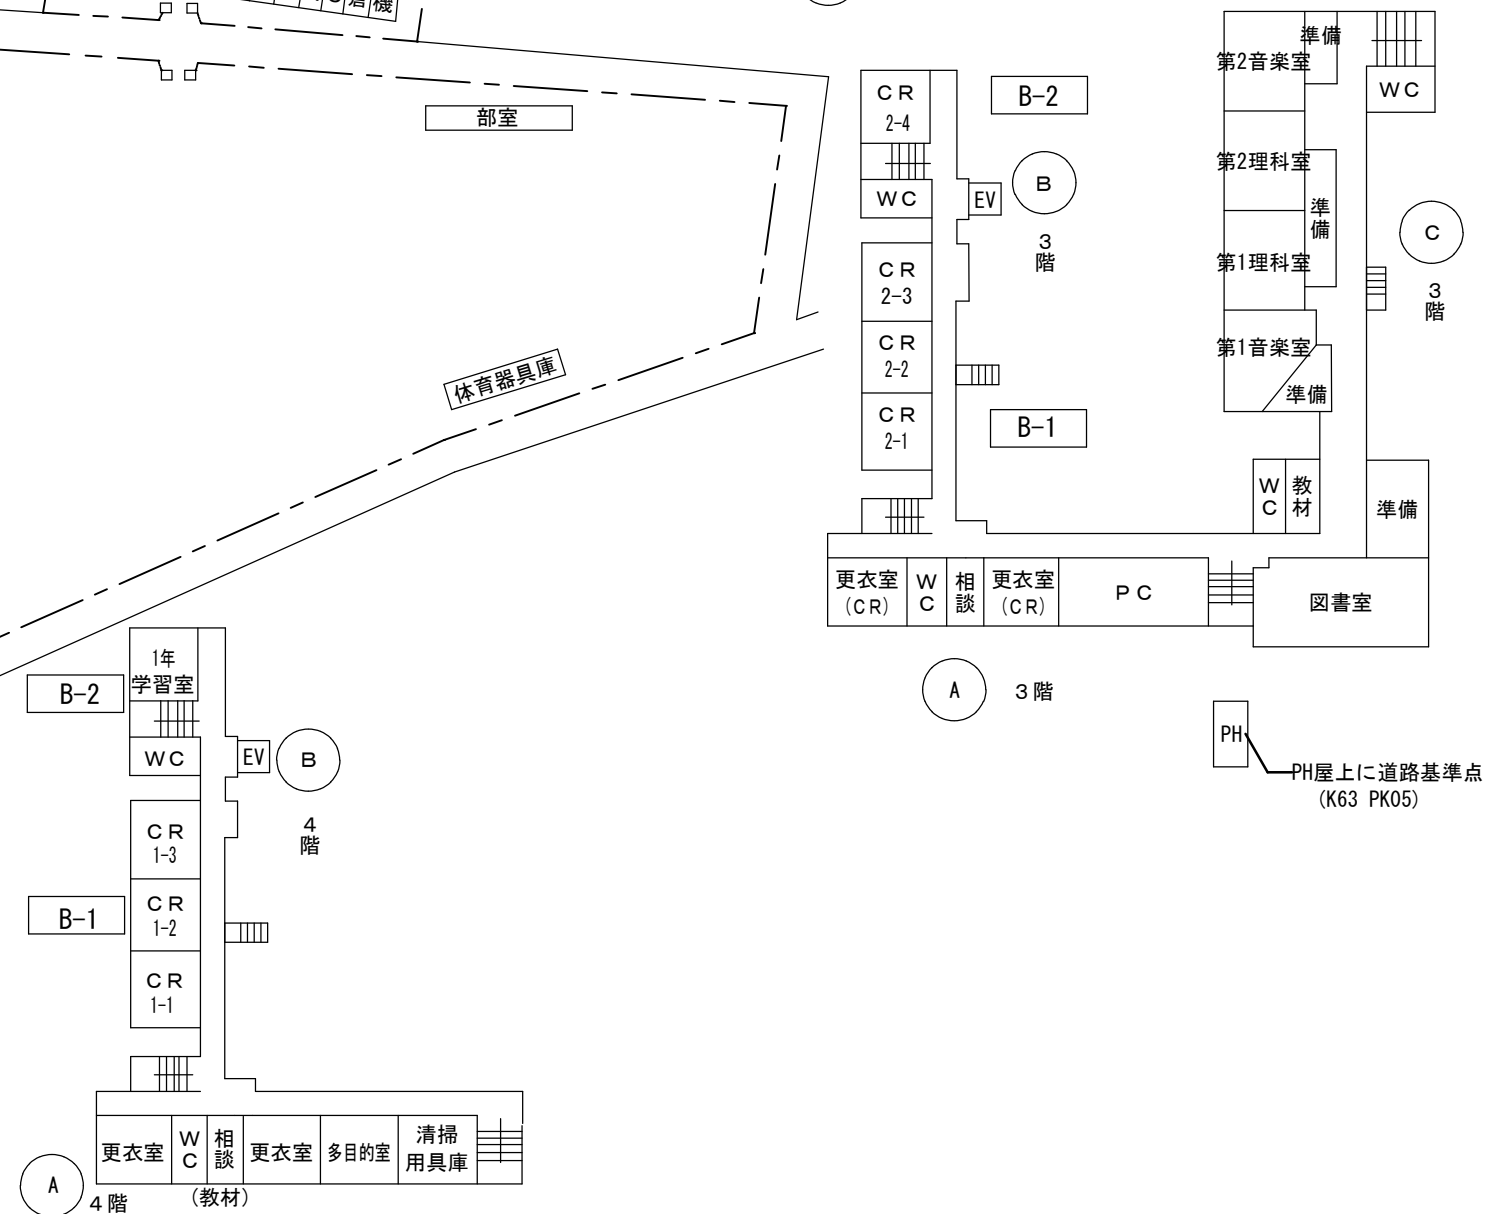 倉
機
部室
体育器具庫
CR
2-4
WC
EV
CR
2-3
CR
2-2
CR
2-1
B-2
B
3
階
B-1
第2音楽室
準備
WC
第2理科室
準
備
第1理科室
第1音楽室
準備
C
3
階
W
C
教
材
準備
更衣室
(CR)
W
C
相
談
更衣室
(CR)
PC
図書室
A
3階
PH
PH屋上に道路基準点
(K63 PK05)
1年
学習室
B-2
WC
EV
B
4
階
CR
1-3
CR
1-2
CR
1-1
B-1
更衣室
W
C
相
談
更衣室
多目的室
清掃
用具庫
(教材)
A
4階